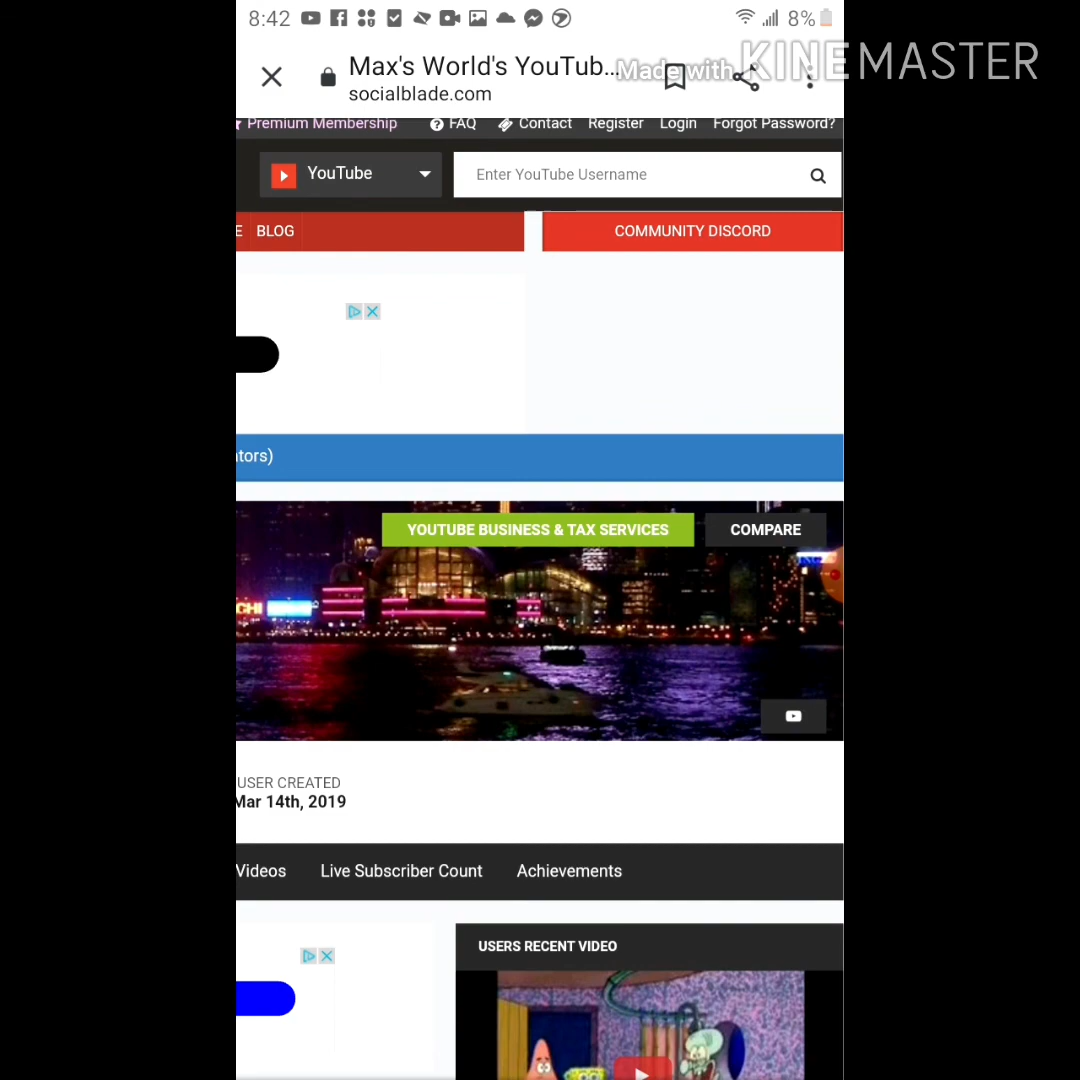 8:42
8%
Made with KINEMASTER
Max's World's YouTub...
socialblade.com
Premium Membership
FAQ
Contact
Register
Login
Forgot Password?
YouTube
Enter YouTube Username
E
BLOG
COMMUNITY DISCORD
tors)
YOUTUBE BUSINESS & TAX SERVICES
COMPARE
USER CREATED
Mar 14th, 2019
Videos
Live Subscriber Count
Achievements
USERS RECENT VIDEO